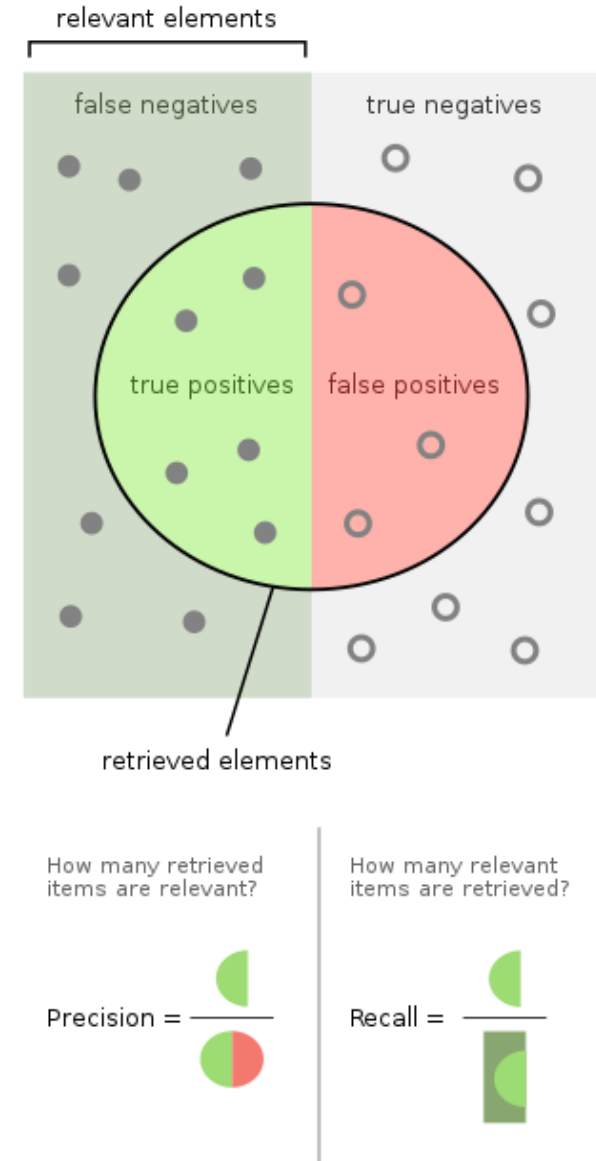 relevant elements
false negatives
true negatives
true positives
false positives
retrieved elements
How many retrieved
items are relevant?
Precision =
How many relevant
items are retrieved?
Recall =